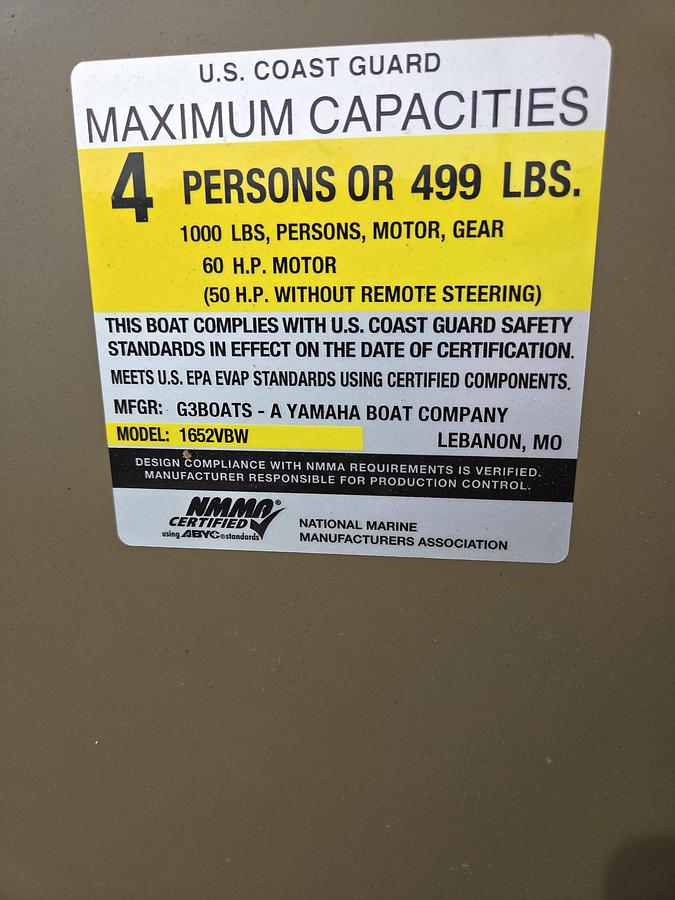 U.S. COAST GUARD
MAXIMUM CAPACITIES
4 PERSONS OR 499 LBS.
1000 LBS, PERSONS, MOTOR, GEAR
60 H.P. MOTOR
(50 H.P. WITHOUT REMOTE STEERING)
THIS BOAT COMPLIES WITH U.S. COAST GUARD SAFETY
STANDARDS IN EFFECT ON THE DATE OF CERTIFICATION.
MEETS U.S. EPA EVAP STANDARDS USING CERTIFIED COMPONENTS.
MFGR: G3BOATS - A YAMAHA BOAT COMPANY
MODEL: 1652VBW LEBANON, MO
DESIGN COMPLIANCE WITH NMMA REQUIREMENTS IS VERIFIED.
MANUFACTURER RESPONSIBLE FOR PRODUCTION CONTROL.
NMMA®
CERTIFIED
using ABYC® standards
NATIONAL MARINE
MANUFACTURERS ASSOCIATION